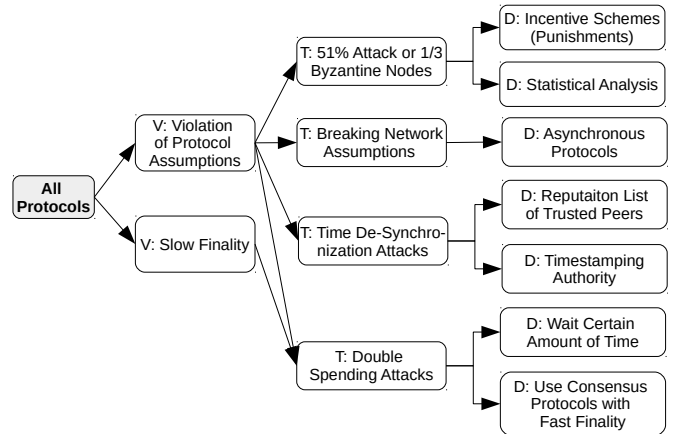 All
Protocols
V: Violation
of Protocol
Assumptions
V: Slow Finality
T: 51% Attack or 1/3
Byzantine Nodes
T: Breaking Network
Assumptions
T: Time De-Synchro-
nization Attacks
T: Double
Spending Attacks
D: Incentive Schemes
(Punishments)
D: Statistical Analysis
D: Asynchronous
Protocols
D: Reputaiton List
of Trusted Peers
D: Timestamping
Authority
D: Wait Certain
Amount of Time
D: Use Consensus
Protocols with
Fast Finality